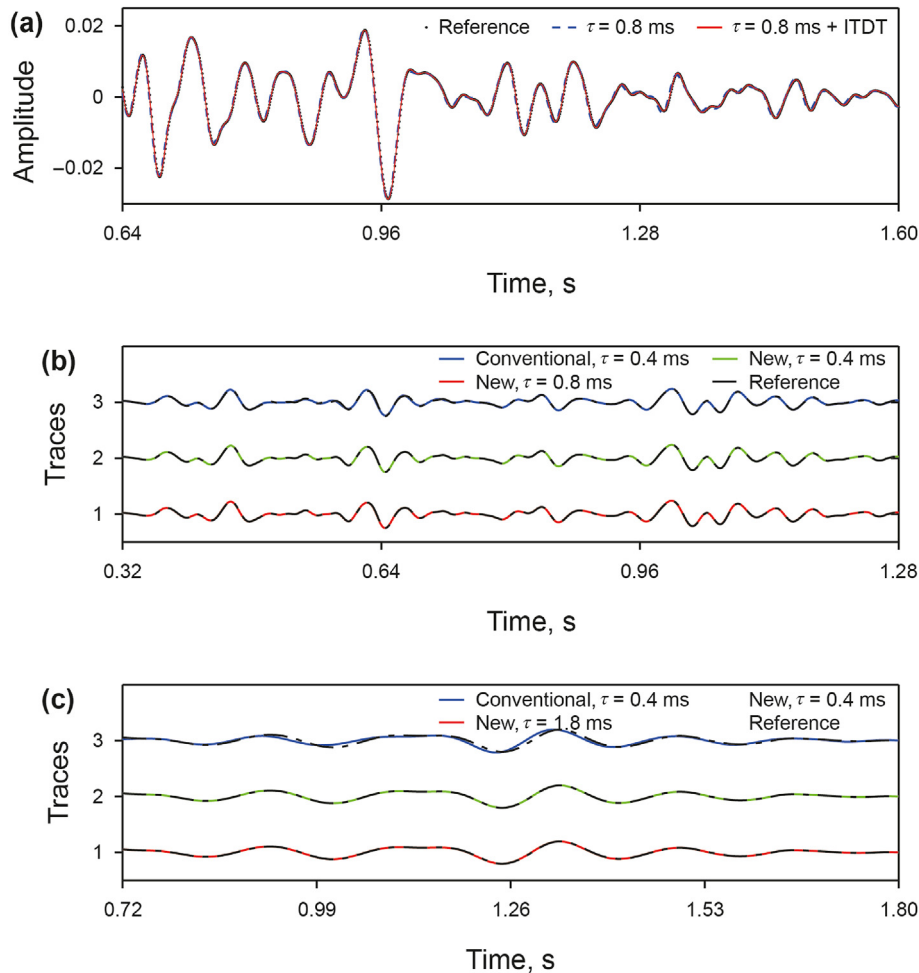 (a)
0.02
0
−0.02
Amplitude
Reference
τ = 0.8 ms
τ = 0.8 ms + ITDT
0.64
0.96
1.28
1.60
Time, s
(b)
Conventional, τ = 0.4 ms
New, τ = 0.4 ms
New, τ = 0.8 ms
Reference
3
2
1
Traces
0.32
0.64
0.96
1.28
Time, s
(c)
Conventional, τ = 0.4 ms
New, τ = 0.4 ms
New, τ = 1.8 ms
Reference
3
2
1
Traces
0.72
0.99
1.26
1.53
1.80
Time, s